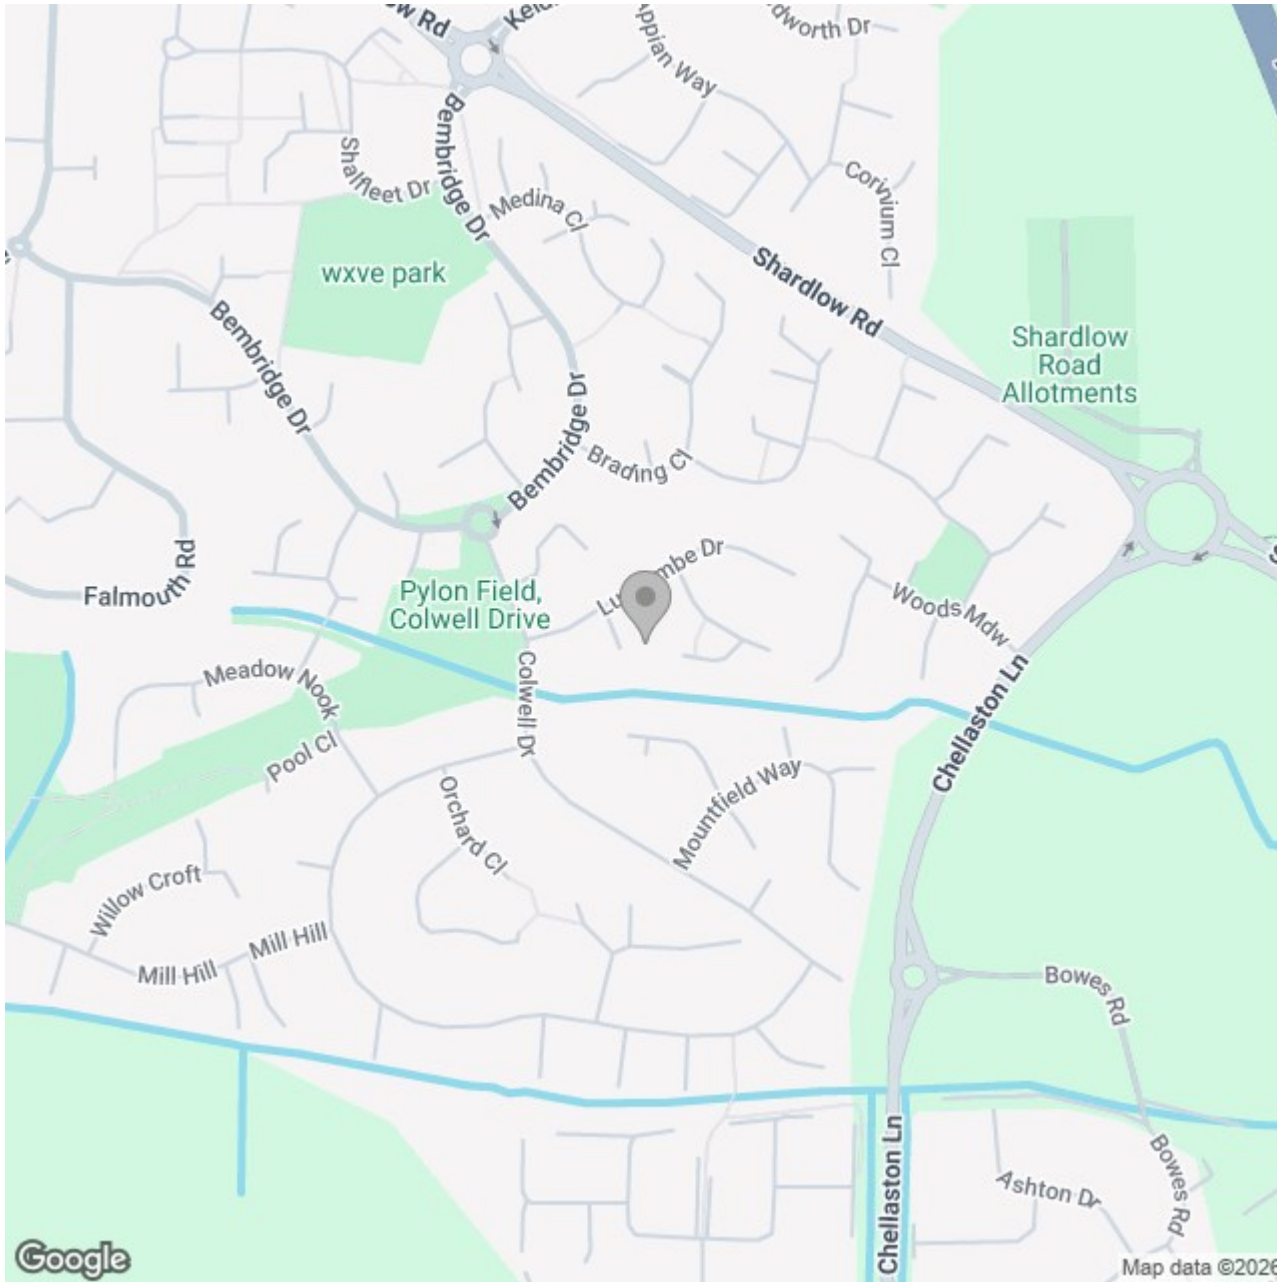 w Rd
Appian Way
dworth Dr
Bembridge Dr
Shalfleet Dr
Medina Cl
Corinium Cl
wxve park
Shardlow Rd
Bembridge Dr
Shardlow
Road
Allotments
Bembridge Dr
Brading Cl
Falmouth Rd
Pylon Field,
Colwell Drive
Lu mbe Dr
Woods Mdw
Meadow Nook
Colwell Dr
Chellaston Ln
Pool Cl
Orchard Cl
Mountfield Way
Willow Croft
Mill Hill
Mill Hill
Bowes Rd
Chellaston Ln
Ashton Dr
Bowes Rd
Google
Map data ©2026